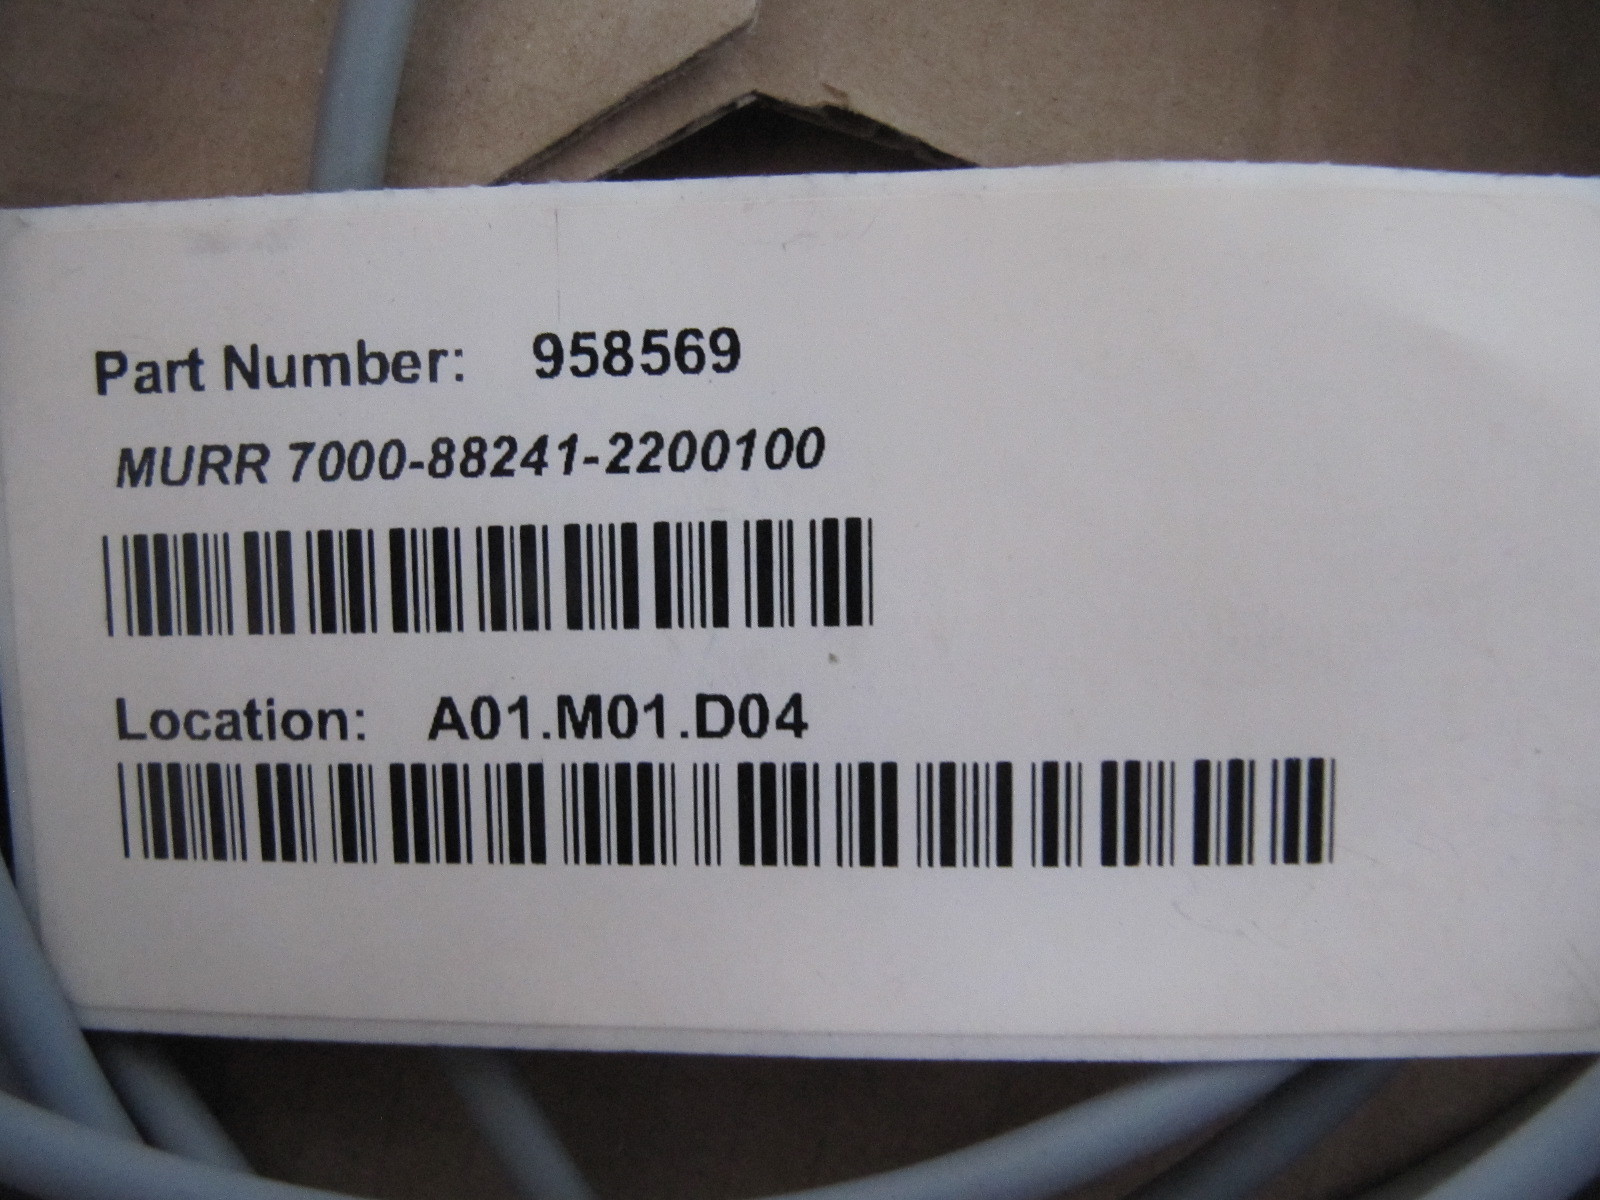 Part Number: 958569
MURR 7000-88241-2200100
Location: A01.M01.D04